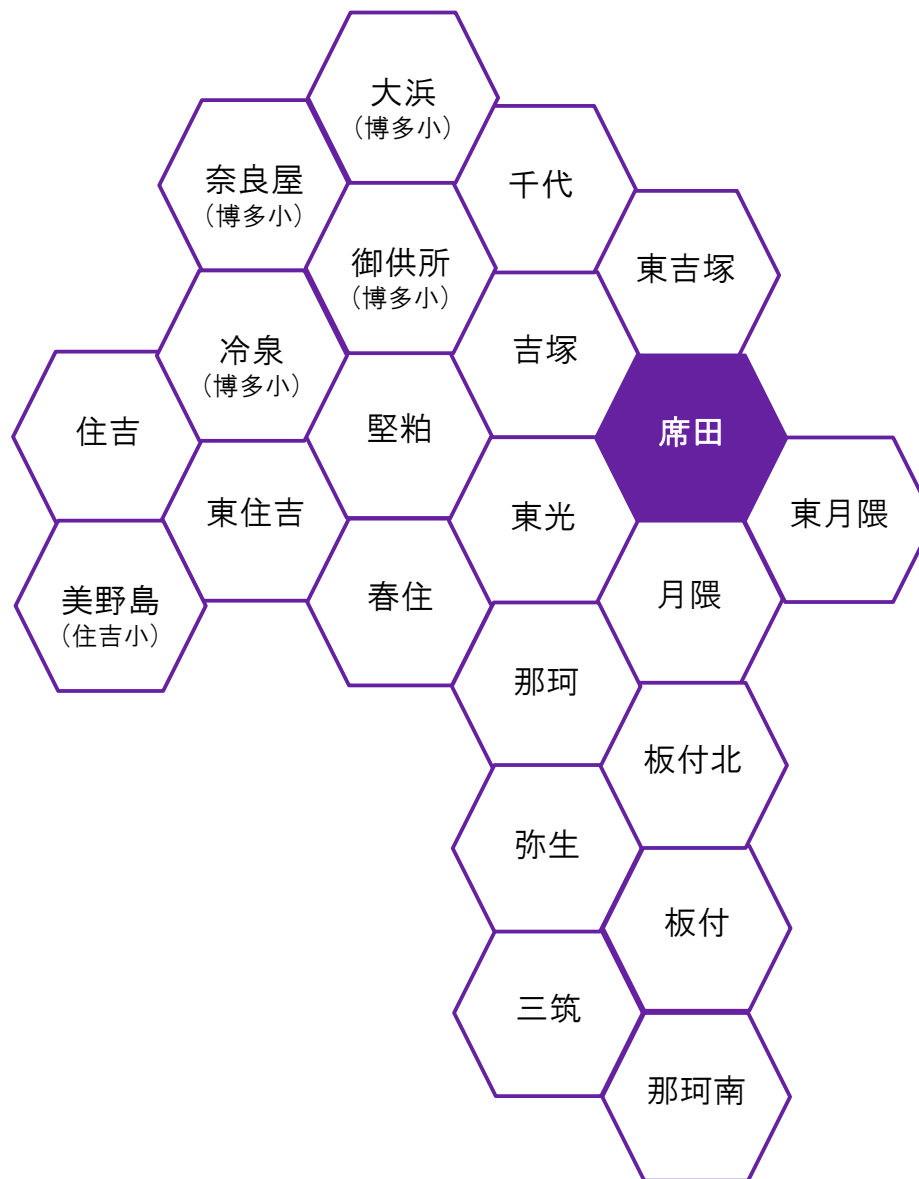 大浜
（博多小）
奈良屋
（博多小）
千代
御供所
（博多小）
東吉塚
冷泉
（博多小）
吉塚
住吉
堅粕
席田
東住吉
東光
東月隈
美野島
（住吉小）
春住
月隈
那珂
板付北
弥生
板付
三筑
那珂南